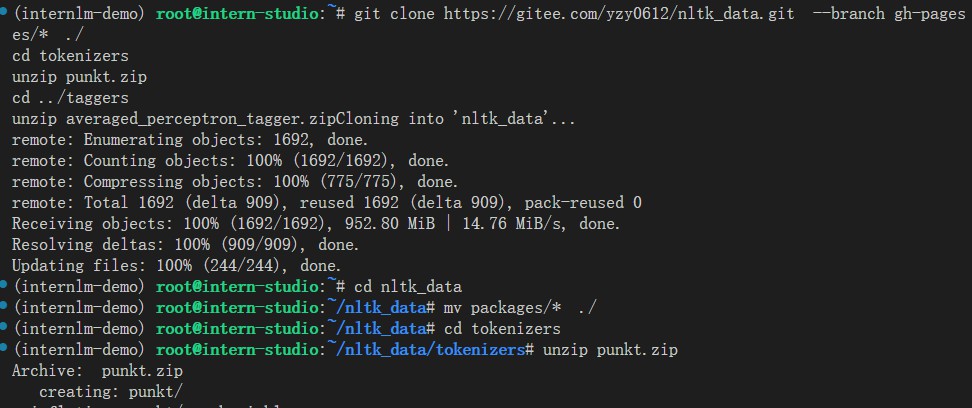 (internlm-demo) root@intern-studio:~# git clone https://gitee.com/yzy0612/nltk_data.git  --branch gh-pages
es/*  ./
cd tokenizers
unzip punkt.zip
cd ../taggers
unzip averaged_perceptron_tagger.zipCloning into 'nltk_data'...
remote: Enumerating objects: 1692, done.
remote: Counting objects: 100% (1692/1692), done.
remote: Compressing objects: 100% (775/775), done.
remote: Total 1692 (delta 909), reused 1692 (delta 909), pack-reused 0
Receiving objects: 100% (1692/1692), 952.80 MiB | 14.76 MiB/s, done.
Resolving deltas: 100% (909/909), done.
Updating files: 100% (244/244), done.
(internlm-demo) root@intern-studio:~# cd nltk_data
(internlm-demo) root@intern-studio:~/nltk_data# mv packages/*  ./
(internlm-demo) root@intern-studio:~/nltk_data# cd tokenizers
(internlm-demo) root@intern-studio:~/nltk_data/tokenizers# unzip punkt.zip
Archive:  punkt.zip
   creating: punkt/